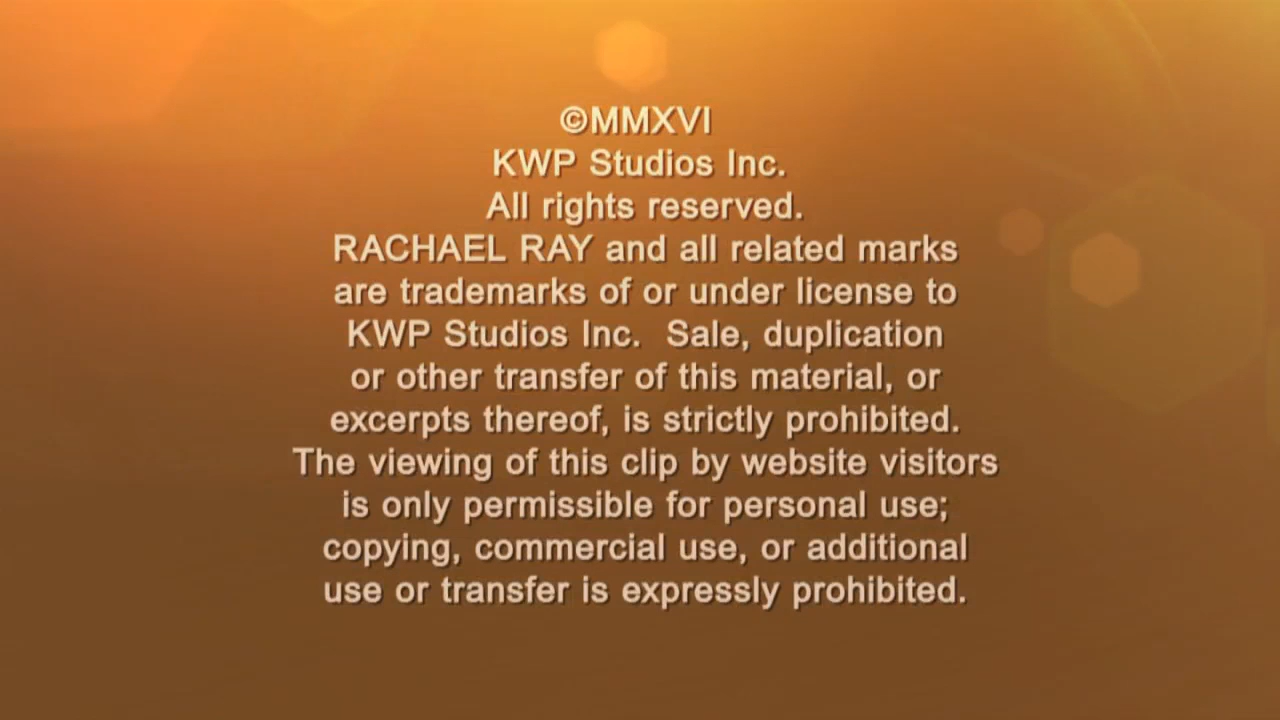 ©MMXVI
KWP Studios Inc.
All rights reserved.
RACHAEL RAY and all related marks
are trademarks of or under license to
KWP Studios Inc.  Sale, duplication
or other transfer of this material, or
excerpts thereof, is strictly prohibited.
The viewing of this clip by website visitors
is only permissible for personal use;
copying, commercial use, or additional
use or transfer is expressly prohibited.